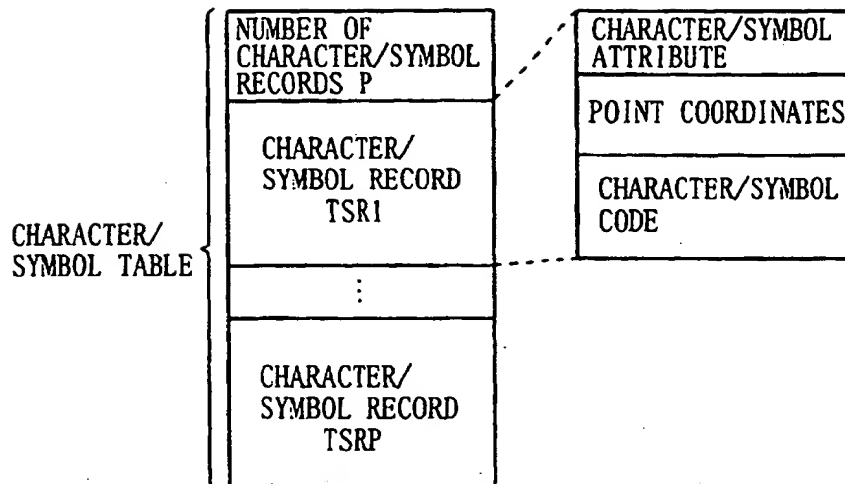 NUMBER OF
CHARACTER/SYMBOL
RECORDS P
CHARACTER/
SYMBOL RECORD
TSR1
⋮
CHARACTER/
SYMBOL RECORD
TSRP
CHARACTER/
SYMBOL TABLE
CHARACTER/SYMBOL
ATTRIBUTE
POINT COORDINATES
CHARACTER/SYMBOL
CODE